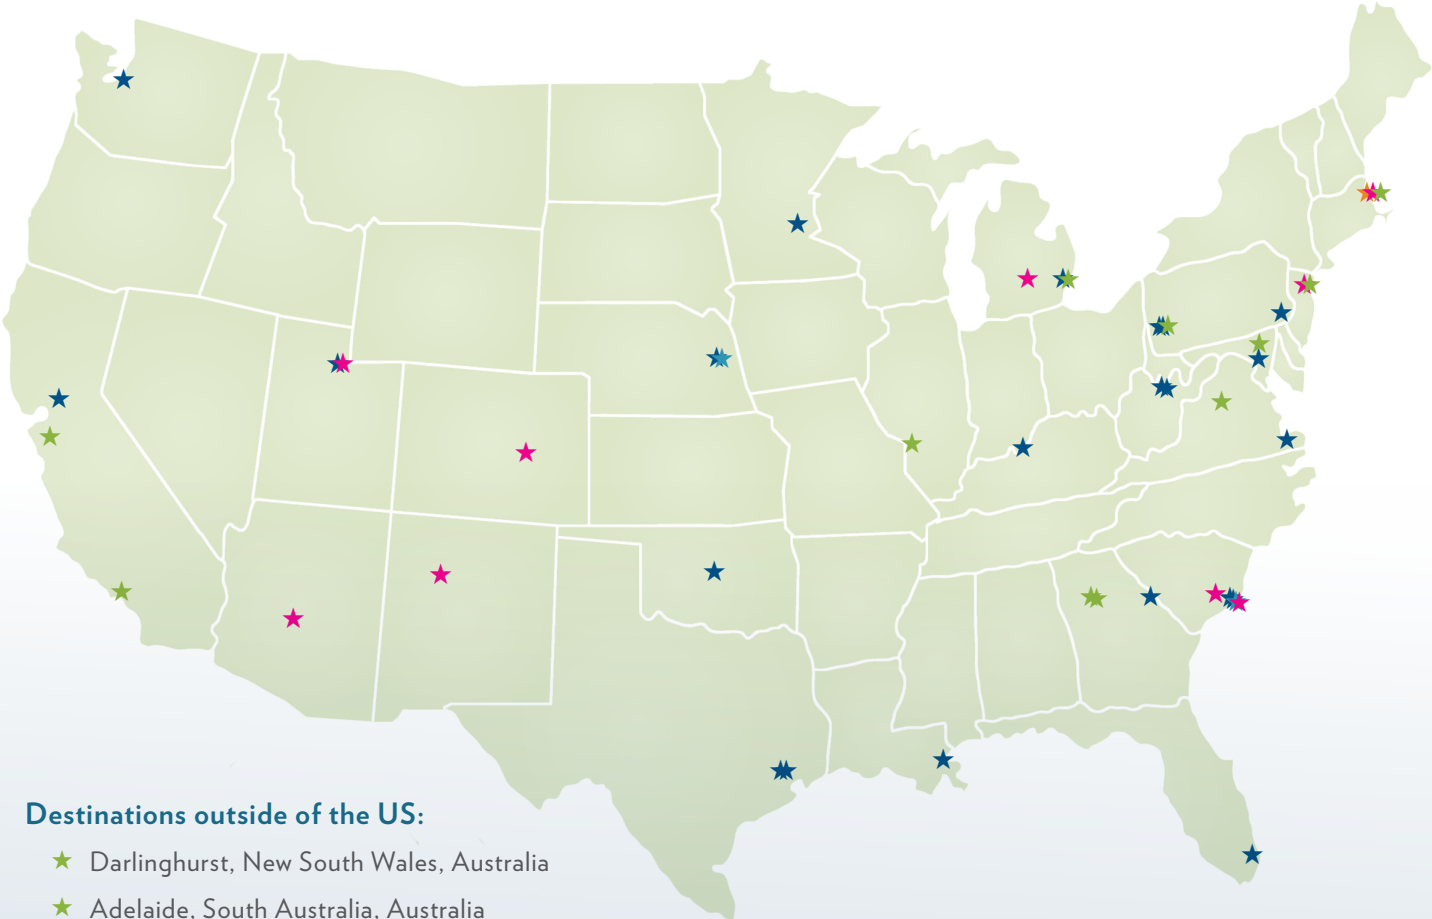 Destinations outside of the US:
Darlinghurst, New South Wales, Australia
Adelaide, South Australia, Australia